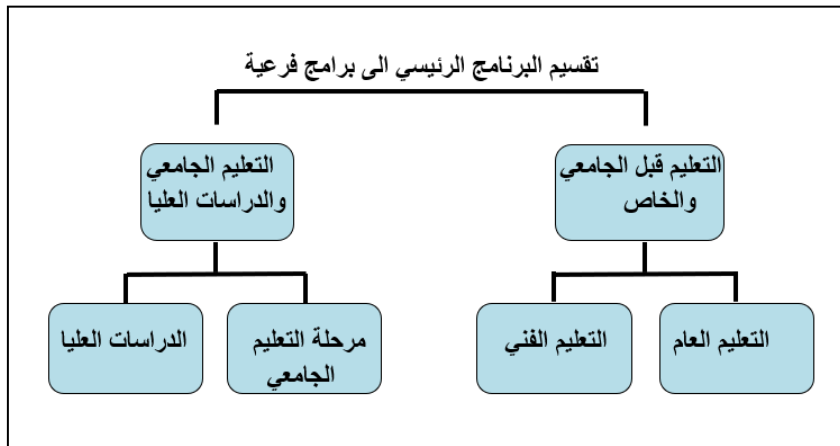 تقسيم البرنامج الرئيسي الى برامج فرعية
التعليم قبل الجامعي
والخاص
التعليم الجامعي
والدراسات العليا
التعليم العام
التعليم الفني
مرحلة التعليم
الجامعي
الدراسات العليا